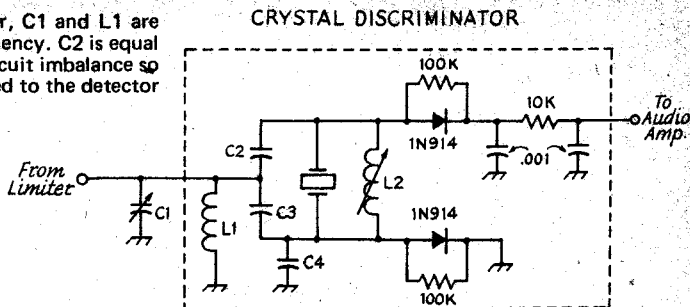 r, C1 and L1 are
ency. C2 is equal
cuit imbalance so
ed to the detector
CRYSTAL DISCRIMINATOR
100K
10K
To
Audio
Amp.
1N914
.001
C2
L2
From
Limiter
C1
L1
C3
1N914
C4
100K